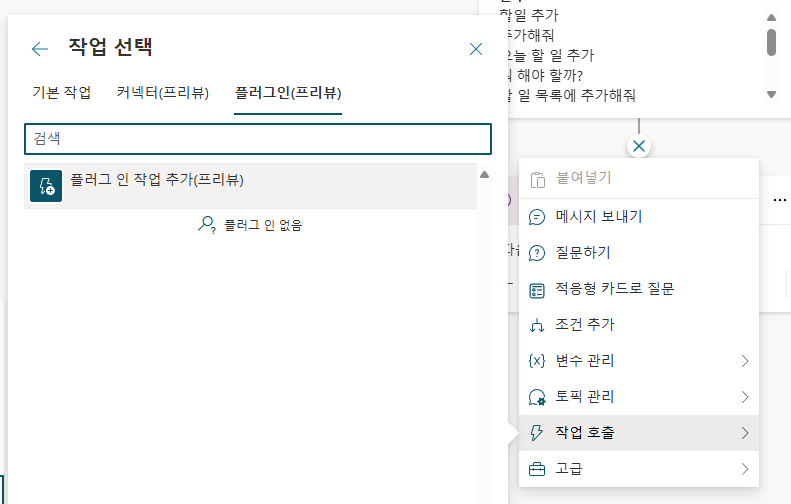 작업 선택
기본 작업
커넥터(프리뷰)
플러그인(프리뷰)
검색
플러그 인 작업 추가(프리뷰)
플러그 인 없음
할일 추가
추가해줘
오늘 할 일 추가
해야 할까?
할 일 목록에 추가해줘
붙여넣기
메시지 보내기
질문하기
적응형 카드로 질문
조건 추가
변수 관리
토픽 관리
작업 호출
고급